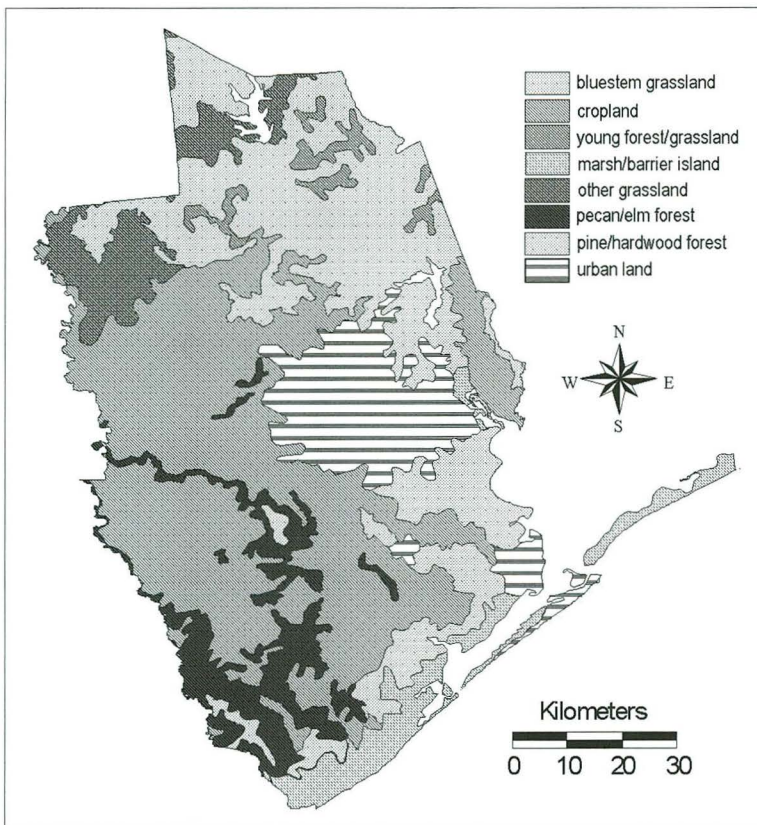 bluestem grassland
cropland
young forest/grassland
marsh/barrier island
other grassland
pecan/elm forest
pine/hardwood forest
urban land
N
W E
S
Kilometers
0 10 20 30